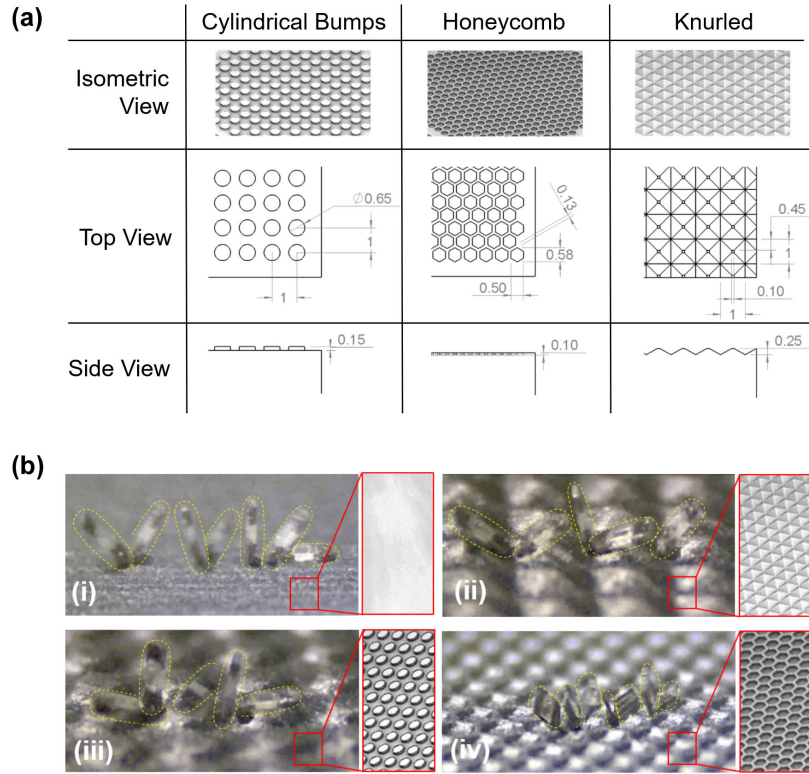 (a)
Cylindrical Bumps Honeycomb Knurled
Isometric
View
Top View
Ø0.65
1
1
0.13
0.58
0.50
0.45
1
0.10
1
Side View
0.15
0.10
0.25
(b)
(i)
(ii)
(iii)
(iv)